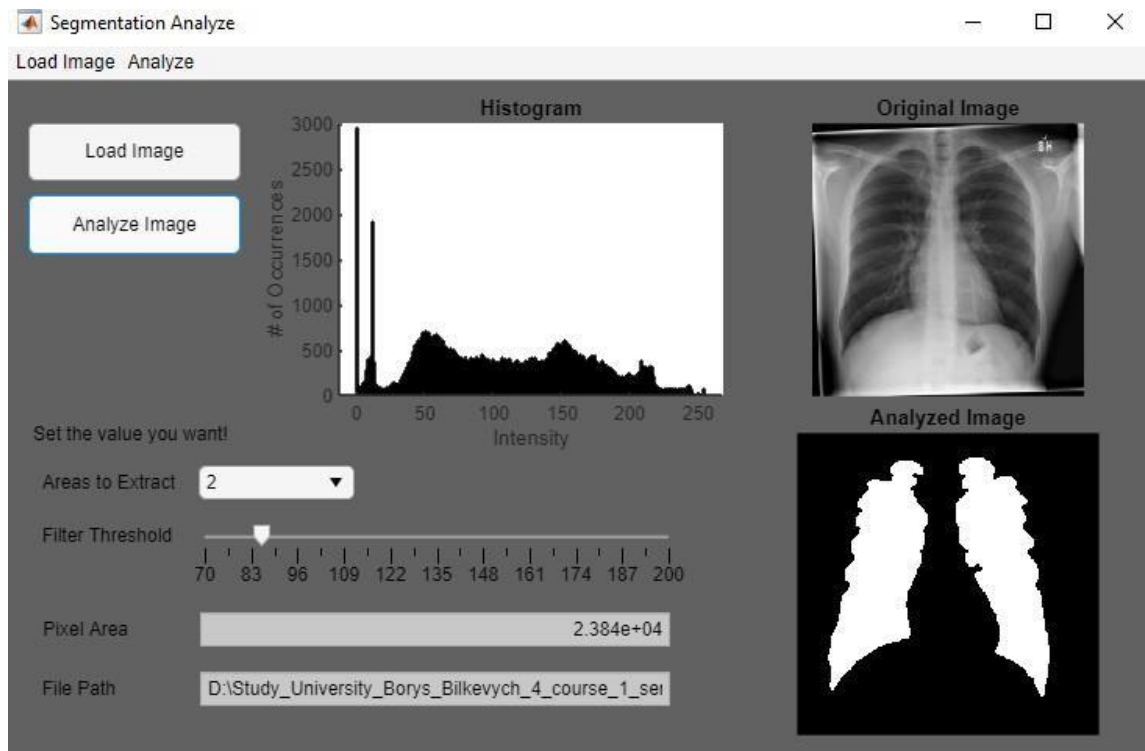 Segmentation Analyze
Load Image Analyze
Load Image
Analyze Image
Histogram
3000
2500
2000
1500
1000
500
0
# of Occurrences
0 50 100 150 200 250
Intensity
Original Image
Analyzed Image
Set the value you want!
Areas to Extract 2
Filter Threshold
70 83 96 109 122 135 148 161 174 187 200
Pixel Area 2.384e+04
File Path D:\Study_University_Borys_Bilkevych_4_course_1_ser